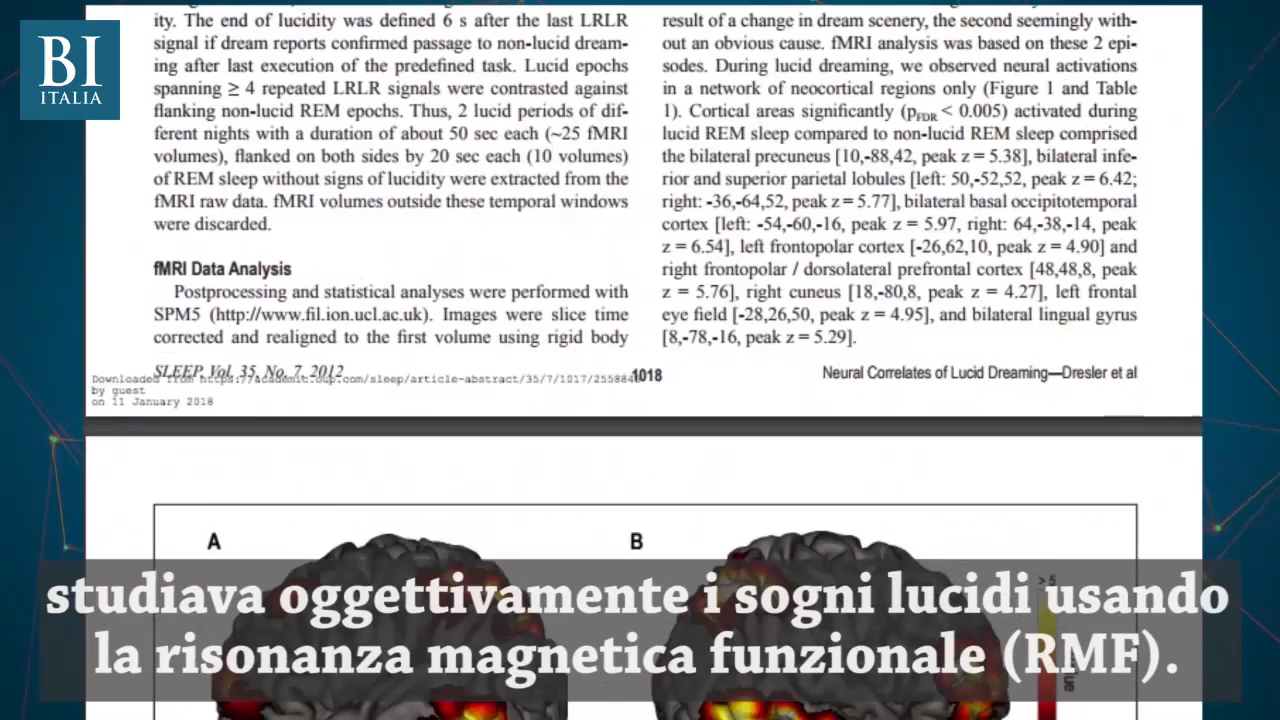 BI
ITALIA
ity. The end of lucidity was defined 6 s after the last LRLR
signal if dream reports confirmed passage to non-lucid dream-
ing after last execution of the predefined task. Lucid epochs
spanning ≥ 4 repeated LRLR signals were contrasted against
flanking non-lucid REM epochs. Thus, 2 lucid periods of dif-
ferent nights with a duration of about 50 sec each (~25 fMRI
volumes), flanked on both sides by 20 sec each (10 volumes)
of REM sleep without signs of lucidity were extracted from the
fMRI raw data. fMRI volumes outside these temporal windows
were discarded.
fMRI Data Analysis
Postprocessing and statistical analyses were performed with
SPM5 (http://www.fil.ion.ucl.ac.uk). Images were slice time
corrected and realigned to the first volume using rigid body
result of a change in dream scenery, the second seemingly with-
out an obvious cause. fMRI analysis was based on these 2 epi-
sodes. During lucid dreaming, we observed neural activations
in a network of neocortical regions only (Figure 1 and Table
1). Cortical areas significantly (pFDR < 0.005) activated during
lucid REM sleep compared to non-lucid REM sleep comprised
the bilateral precuneus [10,-88,42, peak z = 5.38], bilateral infe-
rior and superior parietal lobules [left: 50,-52,52, peak z = 6.42;
right: -36,-64,52, peak z = 5.77], bilateral basal occipitotemporal
cortex [left: -54,-60,-16, peak z = 5.97, right: 64,-38,-14, peak
z = 6.54], left frontopolar cortex [-26,62,10, peak z = 4.90] and
right frontopolar / dorsolateral prefrontal cortex [48,48,8, peak
z = 5.76], right cuneus [18,-80,8, peak z = 4.27], left frontal
eye field [-28,26,50, peak z = 4.95], and bilateral lingual gyrus
[8,-78,-16, peak z = 5.29].
SLEEP, Vol. 35, No. 7, 2012
1018
Neural Correlates of Lucid Dreaming—Dresler et al
Downloaded from https://academic.oup.com/sleep/article-abstract/35/7/1017/
by guest
on 11 January 2018
A
B
> 5
studiava oggettivamente i sogni lucidi usando
la risonanza magnetica funzionale (RMF).